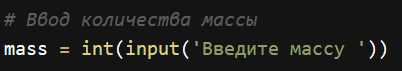 # Ввод количества массы
mass = int(input('Введите массу '))